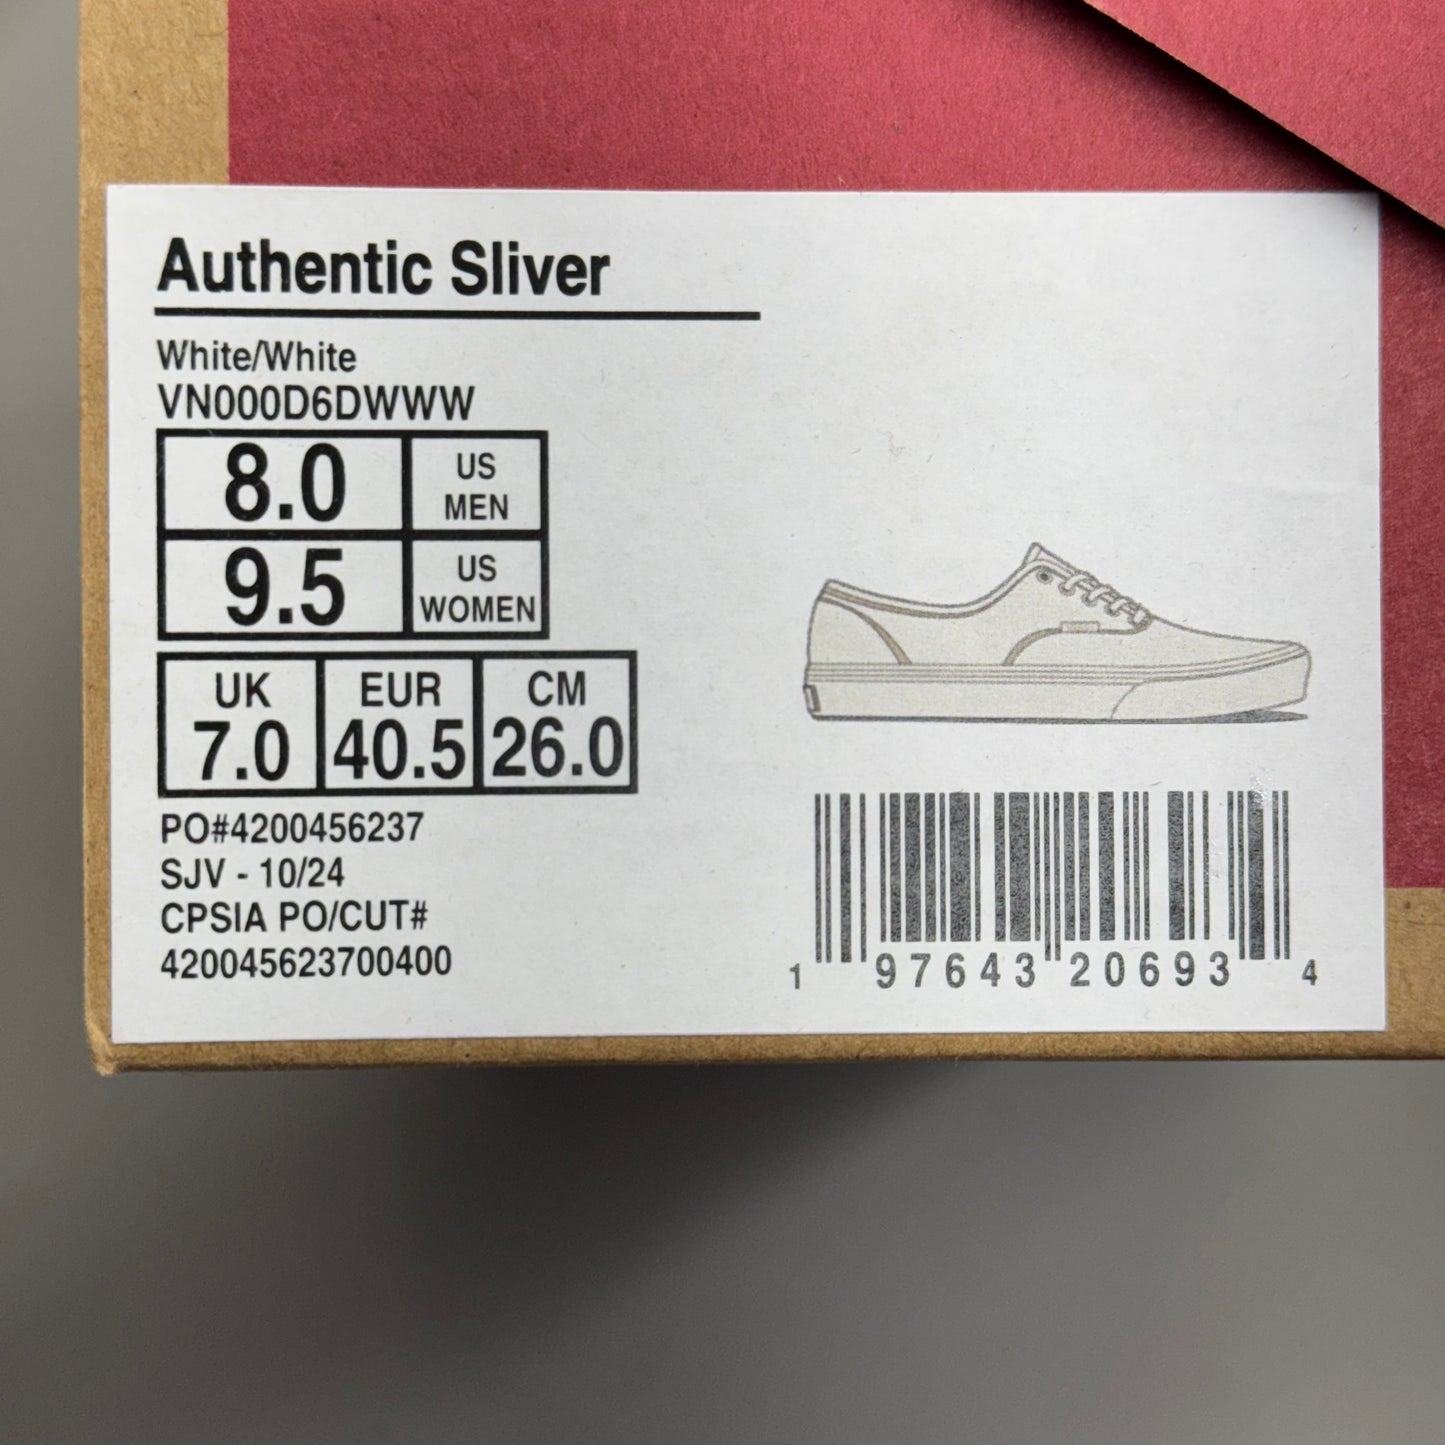 Authentic Sliver
White/White
VN000D6DWWW
8.0 US MEN
9.5 US WOMEN
UK EUR CM
7.0 40.5 26.0
PO#4200456237
SJV - 10/24
CPSIA PO/CUT#
420045623700400
1 97643 20693 4